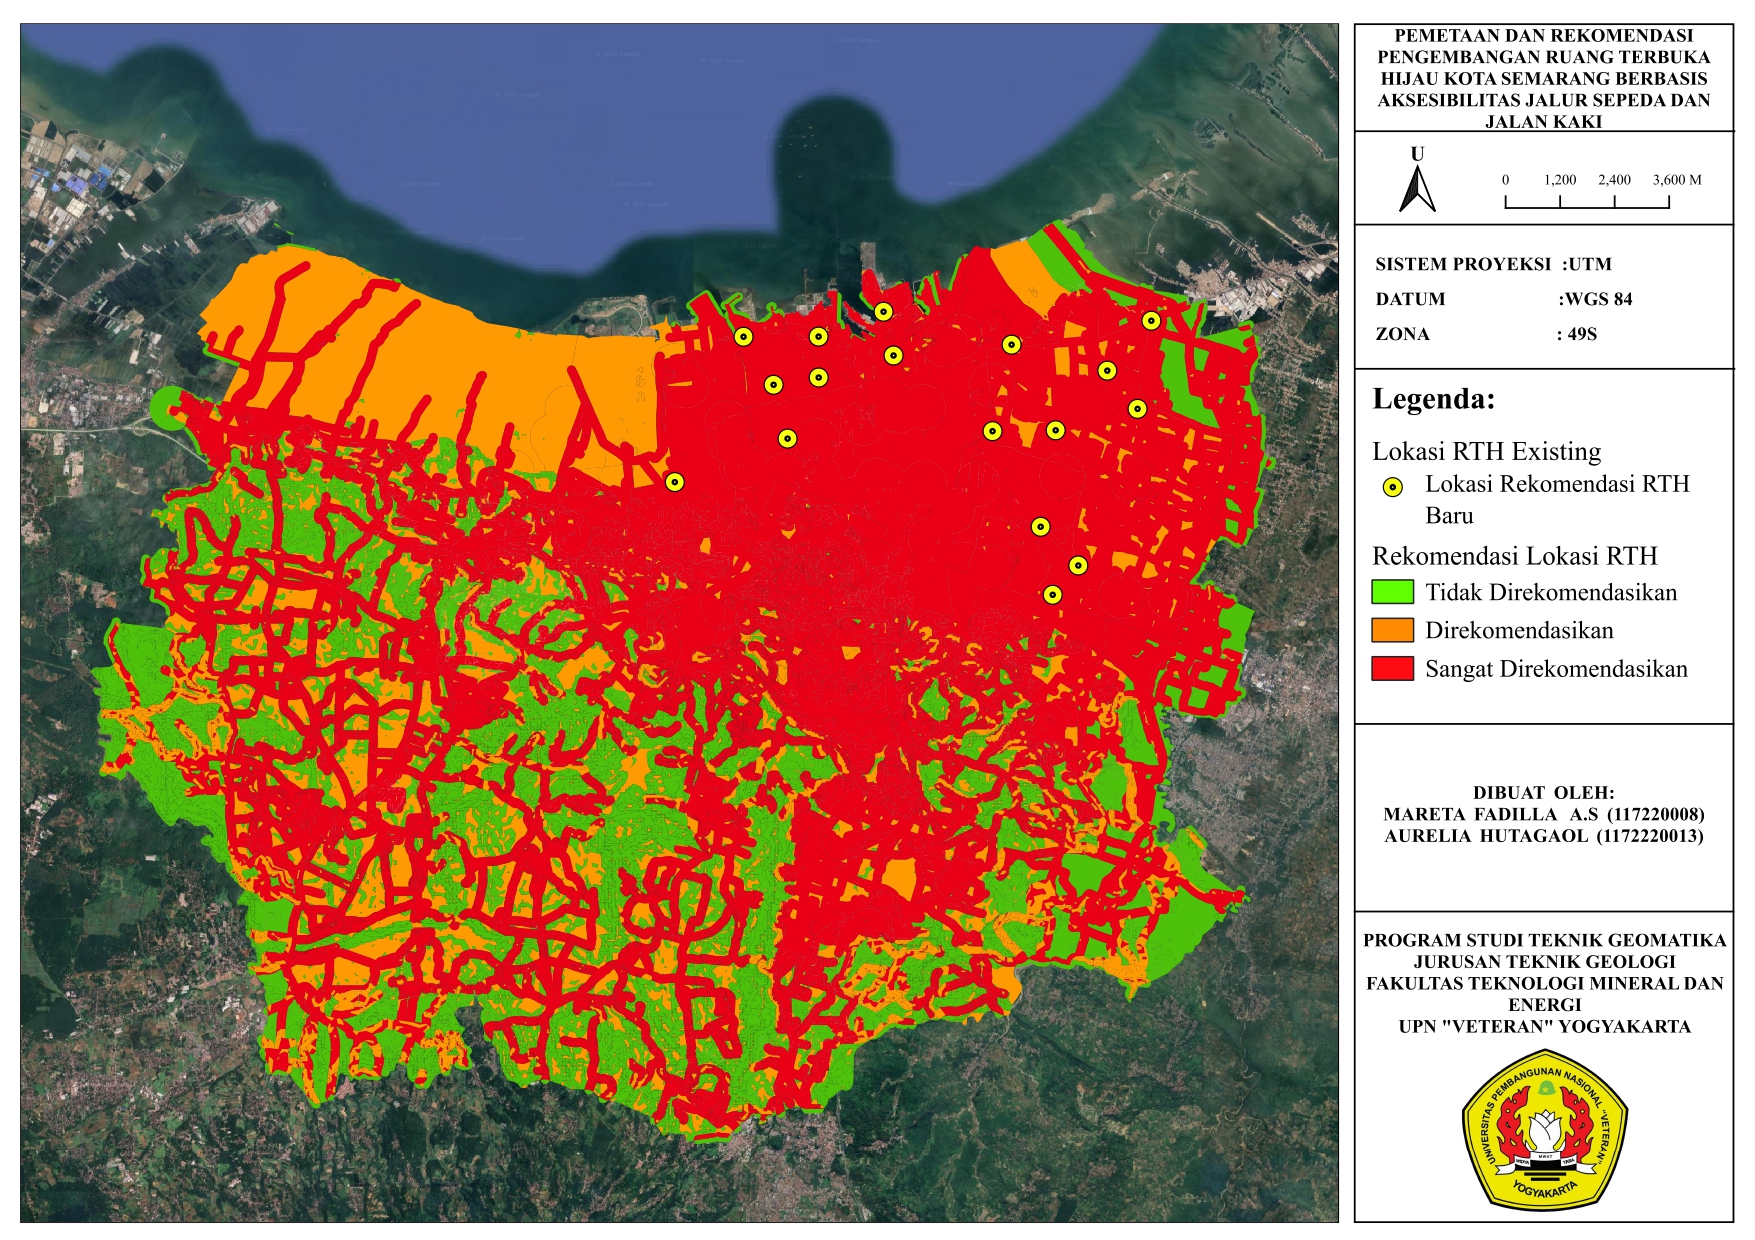 PEMETAAN DAN REKOMENDASI
PENGEMBANGAN RUANG TERBUKA
HIJAU KOTA SEMARANG BERBASIS
AKSESIBILITAS JALUR SEPEDA DAN
JALAN KAKI
U
0 1,200 2,400 3,600 M
SISTEM PROYEKSI :UTM
DATUM :WGS 84
ZONA : 49S
Legenda:
Lokasi RTH Existing
Lokasi Rekomendasi RTH
Baru
Rekomendasi Lokasi RTH
Tidak Direkomendasikan
Direkomendasikan
Sangat Direkomendasikan
DIBUAT OLEH:
MARETA FADILLA A.S (117220008)
AURELIA HUTAGAOL (1172220013)
PROGRAM STUDI TEKNIK GEOMATIKA
JURUSAN TEKNIK GEOLOGI
FAKULTAS TEKNOLOGI MINERAL DAN
ENERGI
UPN "VETERAN" YOGYAKARTA
UNIVERSITAS PEMBANGUNAN NASIONAL "VETERAN"
WIDYA MWAT YASA
YOGYAKARTA